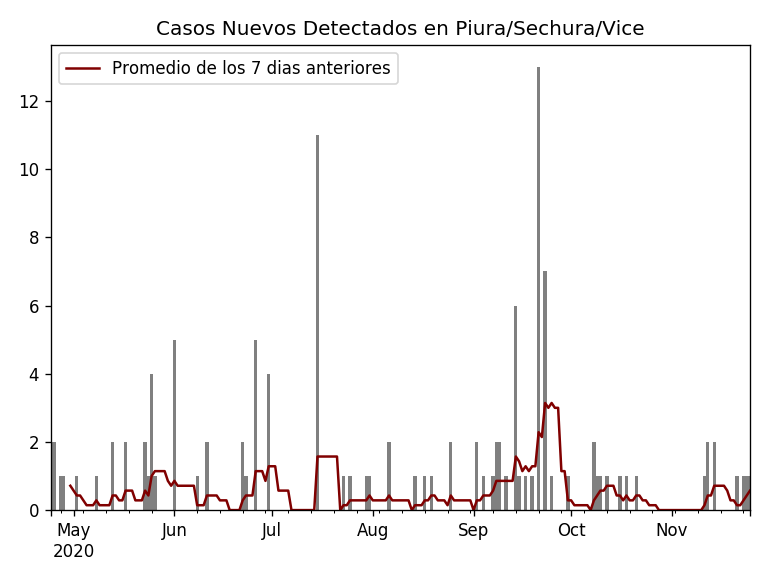 Casos Nuevos Detectados en Piura/Sechura/Vice
Promedio de los 7 dias anteriores
12
10
8
6
4
2
0
May Jun Jul Aug Sep Oct Nov
2020